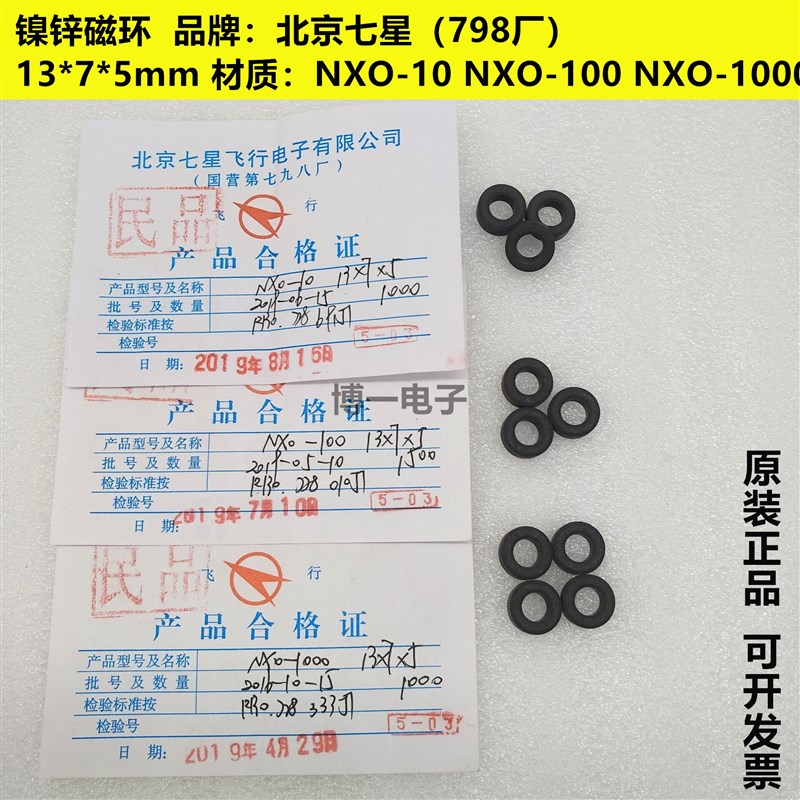 镍锌磁环 品牌：北京七星（798厂）
13*7*5mm 材质：NXO-10 NXO-100 NXO-1000
北京七星飞行电子有限公司
（国营第七九八厂）
民品
飞 行
产品合格证
产品型号及名称 NXO-10 13×7×5
批号及数量 1000
检验标准按
检验号 5-03
日期：2019年8月16日
博一电子
产品合格证
产品型号及名称 NXO-100 13×7×5
批号及数量 2018-05-10 1500
检验标准按
检验号 5-03
日期：2019年7月10日
民品
飞 行
产品合格证
产品型号及名称 NXO-1000 13×7×5
批号及数量 2016-10-15 1000
检验标准按
检验号 5-03
日期：2019年4月29日
原装正品 可开发票